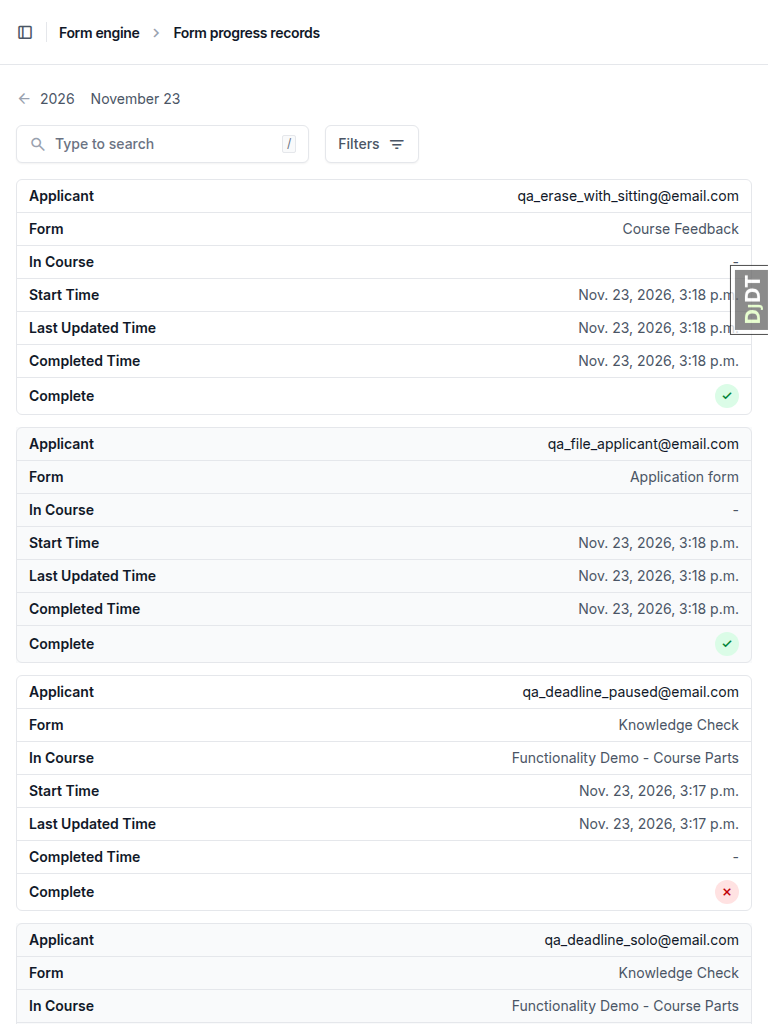 Form engine > Form progress records
2026 November 23
Type to search /
Filters
Applicant qa_erase_with_sitting@email.com
Form Course Feedback
In Course -
Start Time Nov. 23, 2026, 3:18 p.m.
Last Updated Time Nov. 23, 2026, 3:18 p.m.
Completed Time Nov. 23, 2026, 3:18 p.m.
Complete
DjDT
Applicant qa_file_applicant@email.com
Form Application form
In Course -
Start Time Nov. 23, 2026, 3:18 p.m.
Last Updated Time Nov. 23, 2026, 3:18 p.m.
Completed Time Nov. 23, 2026, 3:18 p.m.
Complete
Applicant qa_deadline_paused@email.com
Form Knowledge Check
In Course Functionality Demo - Course Parts
Start Time Nov. 23, 2026, 3:17 p.m.
Last Updated Time Nov. 23, 2026, 3:17 p.m.
Completed Time -
Complete
Applicant qa_deadline_solo@email.com
Form Knowledge Check
In Course Functionality Demo - Course Parts